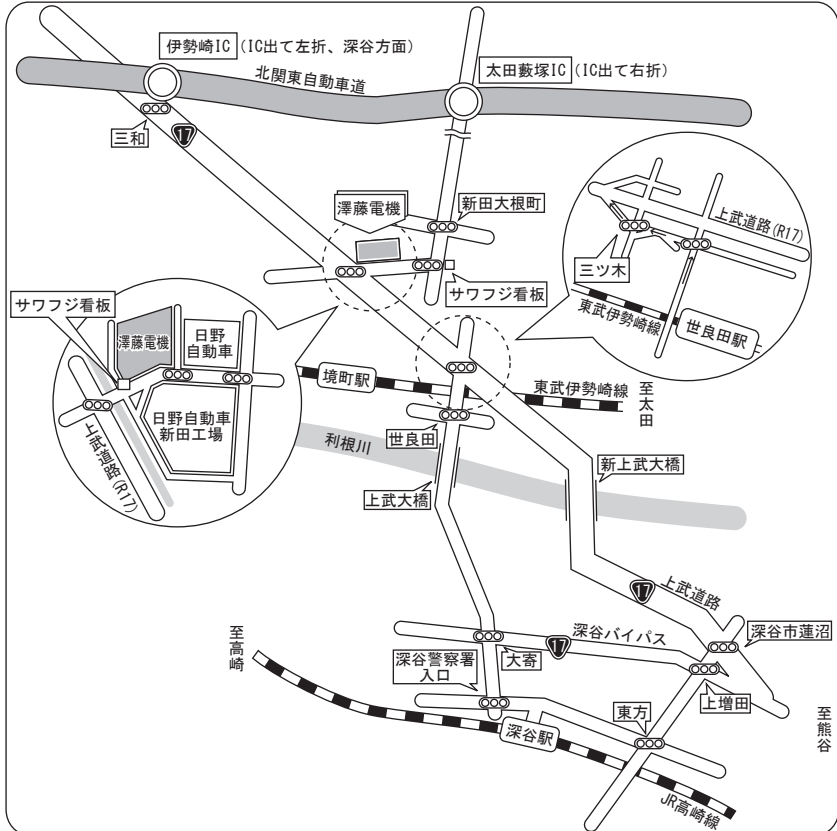 伊勢崎IC (IC出て左折、深谷方面)
北関東自動車道
太田藪塚IC (IC出て右折)
三和
17
澤藤電機
新田大根町
サワフジ看板
上武道路(R17)
三ツ木
東武伊勢崎線
世良田駅
サワフジ看板
澤藤電機
日野
自動車
日野自動車
新田工場
上武道路(R17)
境町駅
東武伊勢崎線
至太田
世良田
利根川
新上武大橋
上武大橋
17
上武道路
至高崎
深谷バイパス
17
深谷市蓮沼
深谷警察署
入口
大寄
上増田
東方
深谷駅
至熊谷
JR高崎線